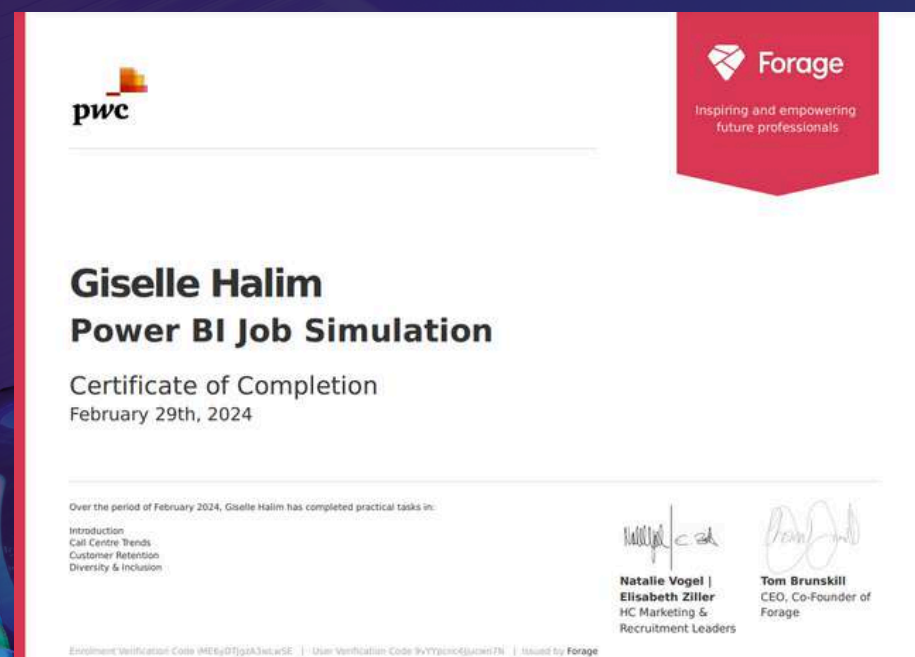 pwc
Forage
Inspiring and empowering
future professionals
Giselle Halim
Power BI Job Simulation
Certificate of Completion
February 29th, 2024
Over the period of February 2024, Giselle Halim has completed practical tasks in:
Introduction
Call Centre Trends
Customer Retention
Diversity & Inclusion
Natalie Vogel |
Elisabeth Ziller
HC Marketing &
Recruitment Leaders
Tom Brunskill
CEO, Co-Founder of
Forage
Enrolment Verification Code | User Verification Code | Issued by Forage